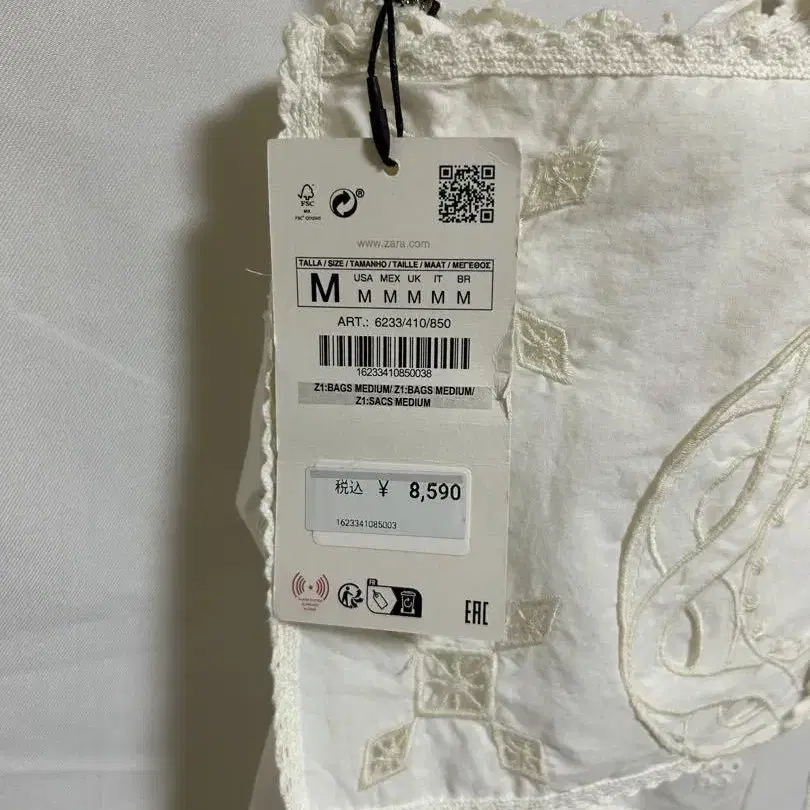 FSC
MIX
®
www.zara.com
TALLA / SIZE / TAMANHO / TAILLE / MAAT / ΜΕΓΕΘΟΣ
M
USA MEX UK IT BR
M M M M M
ART.: 6233/410/850
16233410850038
Z1:BAGS MEDIUM/ Z1:BAGS MEDIUM/
Z1:SACS MEDIUM
税込 ¥ 8,590
1623341085003
FR
EAC